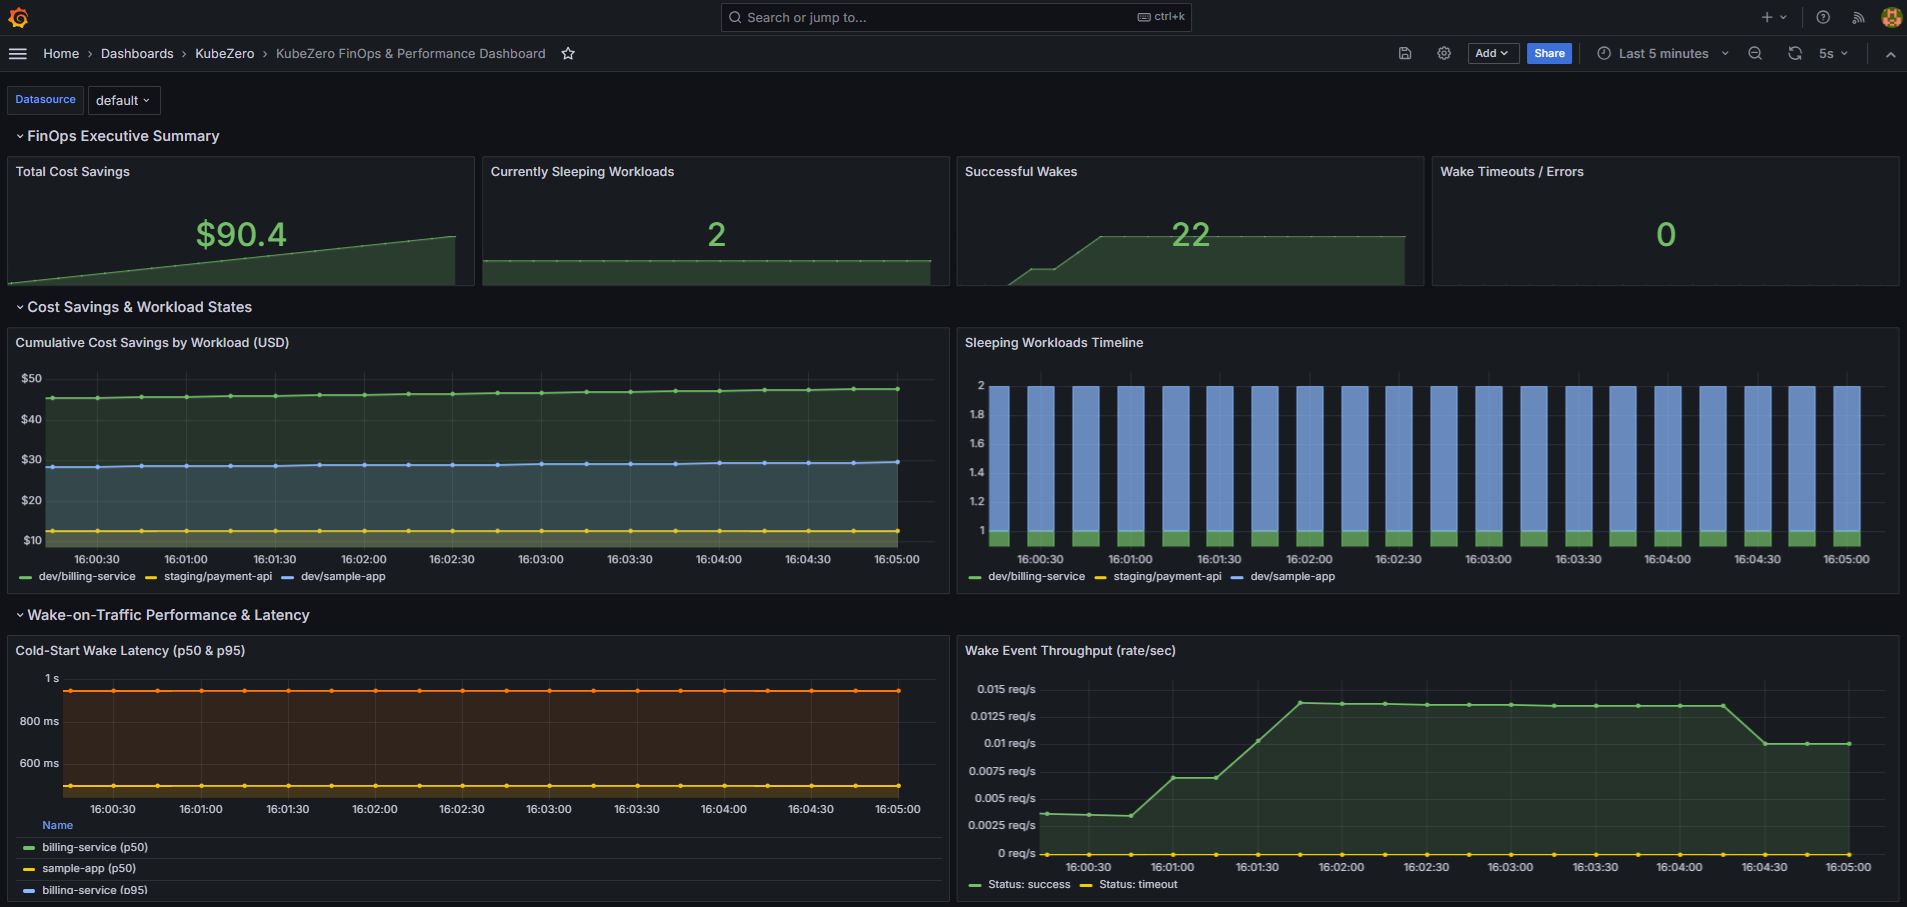 Search or jump to...
ctrl+k
Home › Dashboards › KubeZero › KubeZero FinOps & Performance Dashboard
Add
Share
Last 5 minutes
5s
Datasource
default
FinOps Executive Summary
Total Cost Savings
$90.4
Currently Sleeping Workloads
2
Successful Wakes
22
Wake Timeouts / Errors
0
Cost Savings & Workload States
Cumulative Cost Savings by Workload (USD)
$50
$40
$30
$20
$10
16:00:30 16:01:00 16:01:30 16:02:00 16:02:30 16:03:00 16:03:30 16:04:00 16:04:30 16:05:00
dev/billing-service staging/payment-api dev/sample-app
Sleeping Workloads Timeline
2
1.8
1.6
1.4
1.2
1
16:00:30 16:01:00 16:01:30 16:02:00 16:02:30 16:03:00 16:03:30 16:04:00 16:04:30 16:05:00
dev/billing-service staging/payment-api dev/sample-app
Wake-on-Traffic Performance & Latency
Cold-Start Wake Latency (p50 & p95)
1 s
800 ms
600 ms
16:00:30 16:01:00 16:01:30 16:02:00 16:02:30 16:03:00 16:03:30 16:04:00 16:04:30 16:05:00
Name
billing-service (p50)
sample-app (p50)
billing-service (p95)
Wake Event Throughput (rate/sec)
0.015 req/s
0.0125 req/s
0.01 req/s
0.0075 req/s
0.005 req/s
0.0025 req/s
0 req/s
16:00:30 16:01:00 16:01:30 16:02:00 16:02:30 16:03:00 16:03:30 16:04:00 16:04:30 16:05:00
Status: success Status: timeout